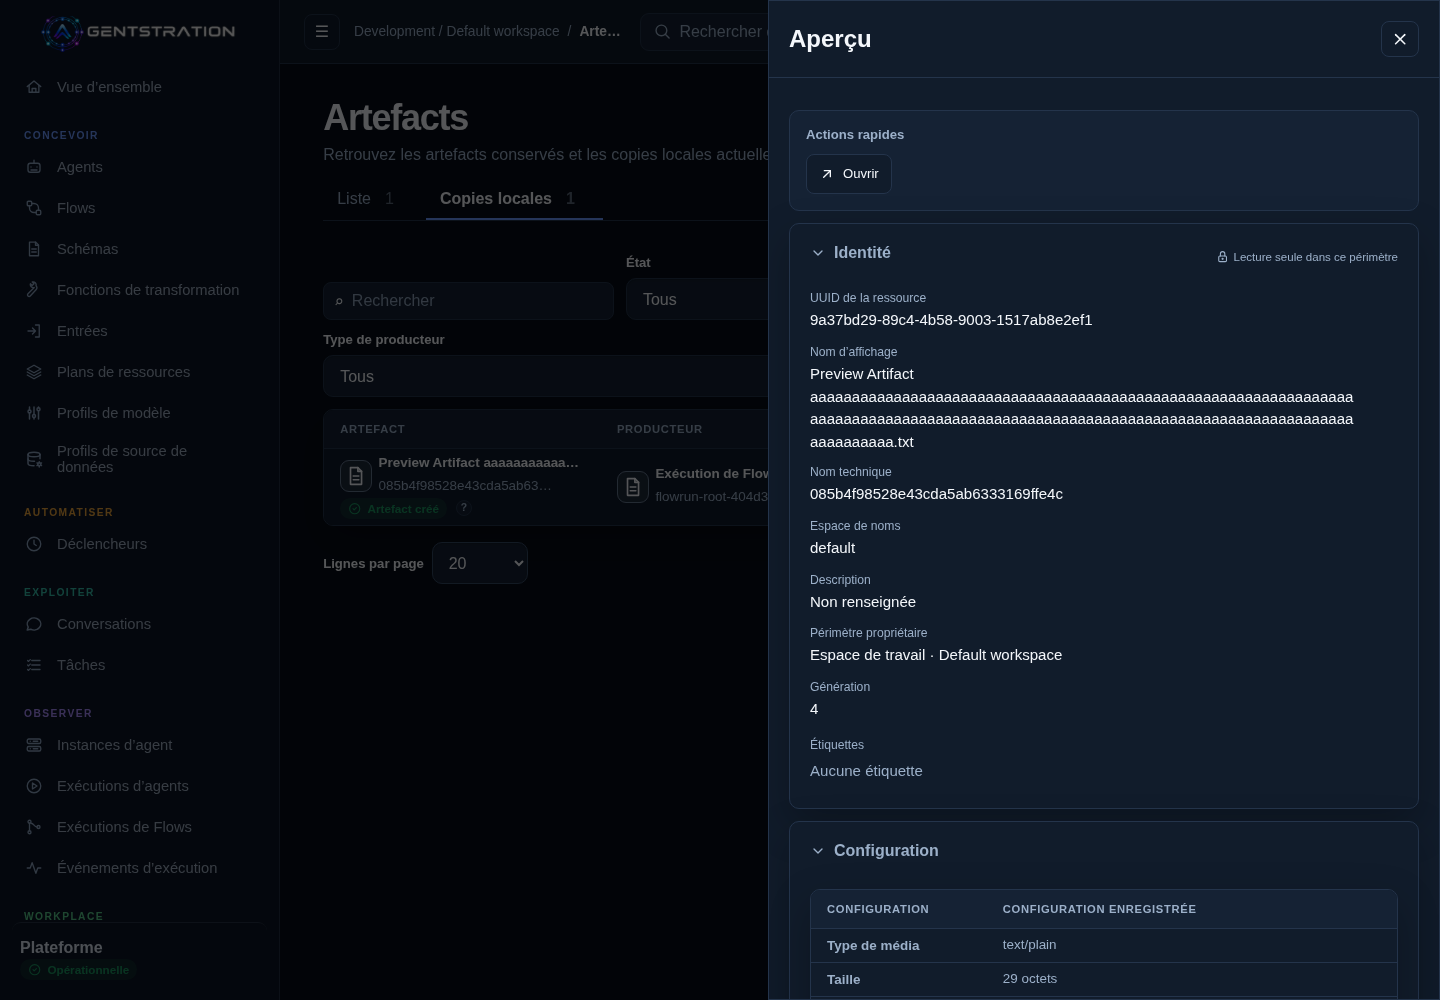 GENTSTRATION
Vue d’ensemble
CONCEVOIR
Agents
Flows
Schémas
Fonctions de transformation
Entrées
Plans de ressources
Profils de modèle
Profils de source de
données
AUTOMATISER
Déclencheurs
EXPLOITER
Conversations
Tâches
OBSERVER
Instances d’agent
Exécutions d’agents
Exécutions de Flows
Événements d’exécution
WORKPLACE
Plateforme
Opérationnelle
Development / Default workspace / Arte…
Rechercher
Artefacts
Retrouvez les artefacts conservés et les copies locales actuelle
Liste 1
Copies locales 1
État
Rechercher
Tous
Type de producteur
Tous
ARTEFACT PRODUCTEUR
Preview Artifact aaaaaaaaaaa…
085b4f98528e43cda5ab63…
Artefact créé ?
Exécution de Flow
flowrun-root-404d3
Lignes par page 20
Aperçu
Actions rapides
Ouvrir
Identité
Lecture seule dans ce périmètre
UUID de la ressource
9a37bd29-89c4-4b58-9003-1517ab8e2ef1
Nom d’affichage
Preview Artifact
aaaaaaaaaaaaaaaaaaaaaaaaaaaaaaaaaaaaaaaaaaaaaaaaaaaaaaaaaaaaaaaaa
aaaaaaaaaaaaaaaaaaaaaaaaaaaaaaaaaaaaaaaaaaaaaaaaaaaaaaaaaaaaaaaaa
aaaaaaaaaa.txt
Nom technique
085b4f98528e43cda5ab6333169ffe4c
Espace de noms
default
Description
Non renseignée
Périmètre propriétaire
Espace de travail · Default workspace
Génération
4
Étiquettes
Aucune étiquette
Configuration
CONFIGURATION CONFIGURATION ENREGISTRÉE
Type de média text/plain
Taille 29 octets